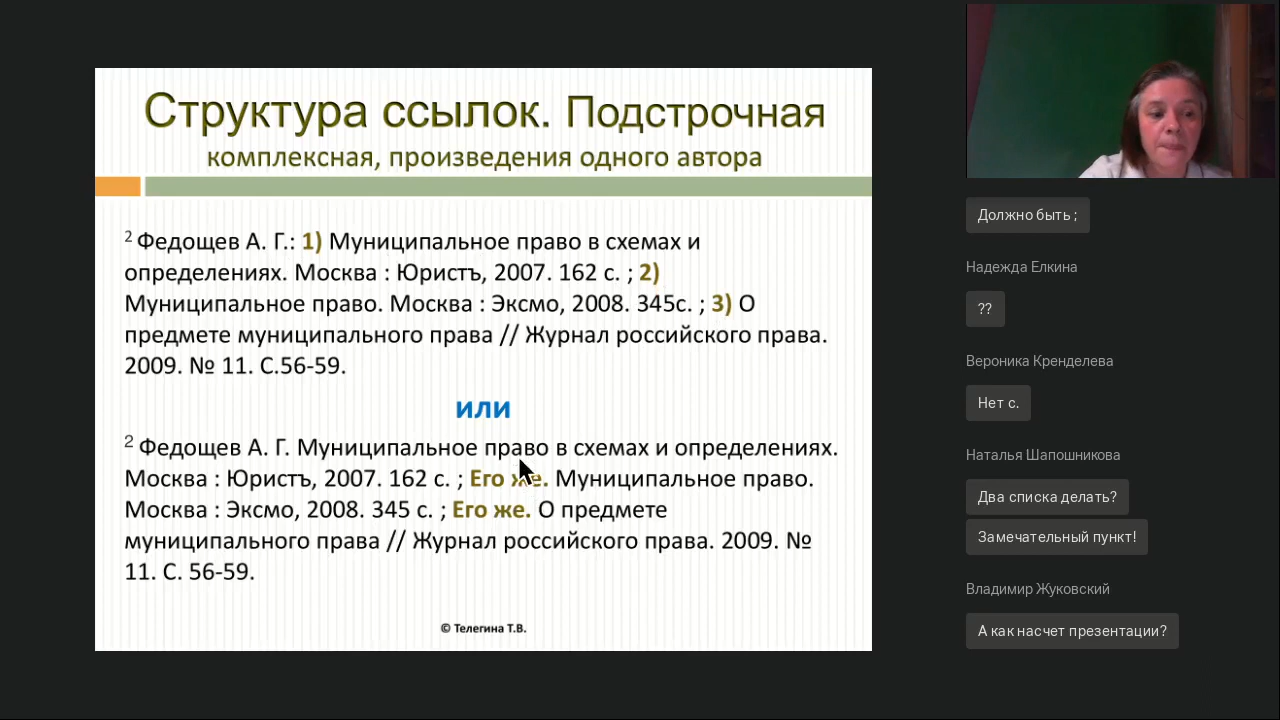 Структура ссылок. Подстрочная
комплексная, произведения одного автора
2 Федощев А. Г.: 1) Муниципальное право в схемах и
определениях. Москва : Юристъ, 2007. 162 с. ; 2)
Муниципальное право. Москва : Эксмо, 2008. 345с. ; 3) О
предмете муниципального права // Журнал российского права.
2009. № 11. С.56-59.
или
2 Федощев А. Г. Муниципальное право в схемах и определениях.
Москва : Юристъ, 2007. 162 с. ; Его же. Муниципальное право.
Москва : Эксмо, 2008. 345 с. ; Его же. О предмете
муниципального права // Журнал российского права. 2009. №
11. С. 56-59.
© Телегина Т.В.
Должно быть ;
Надежда Елкина
??
Вероника Кренделева
Нет с.
Наталья Шапошникова
Два списка делать?
Замечательный пункт!
Владимир Жуковский
А как насчет презентации?